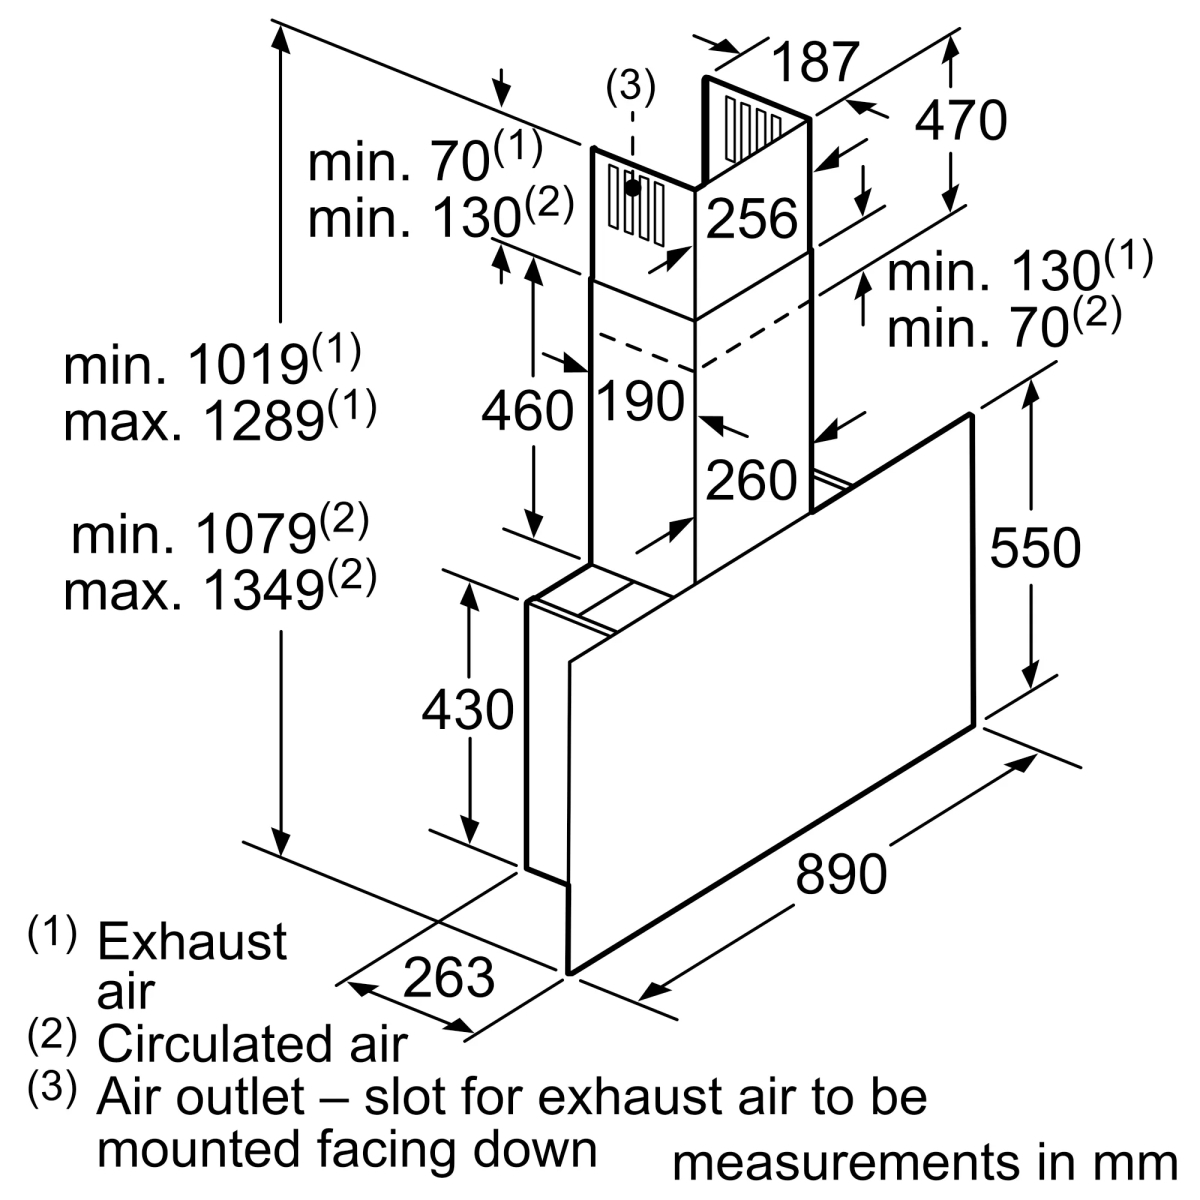 187
(3)
470
min. 70(1)
min. 130(2)
256
min. 130(1)
min. 70(2)
min. 1019(1)
max. 1289(1)
460
190
260
min. 1079(2)
max. 1349(2)
550
430
890
263
(1) Exhaust
air
(2) Circulated air
(3) Air outlet – slot for exhaust air to be
mounted facing down
measurements in mm